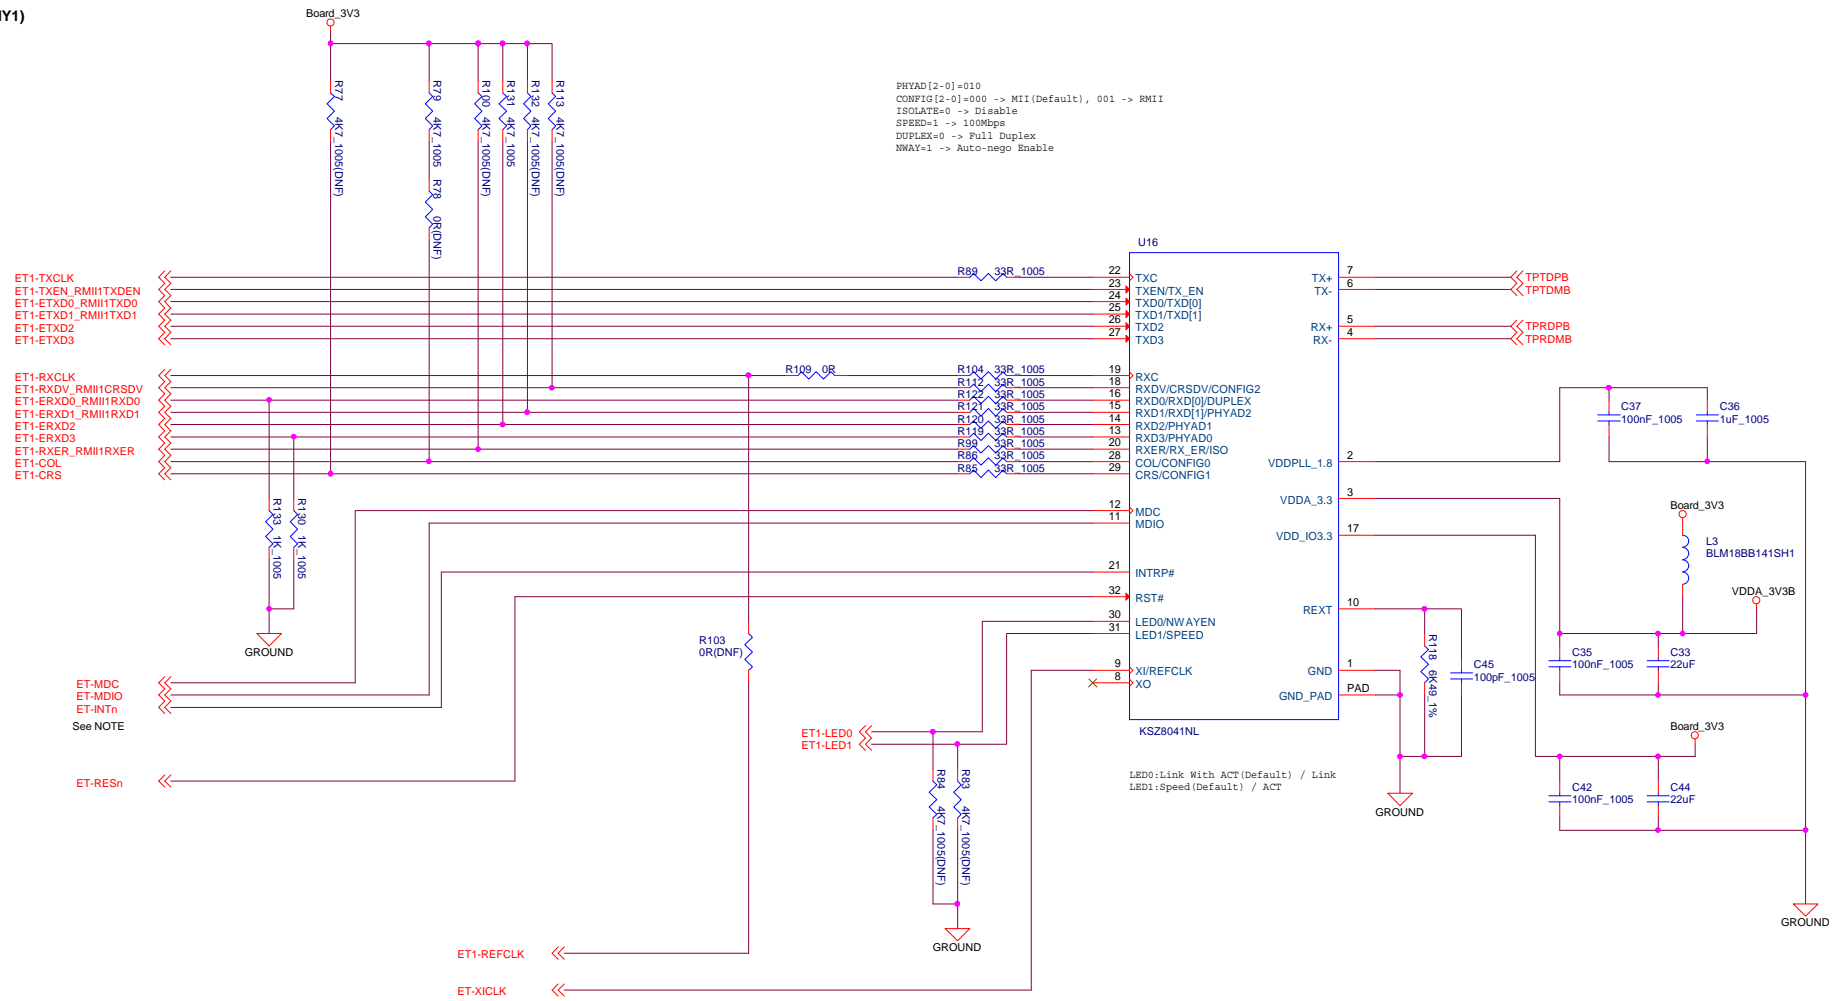 HY1)
Board_3V3
R77 4K7_1005(DNF)
R79 4K7_1005
R78 0R(DNF)
R100 4K7_1005(DNF)
R131 4K7_1005
R132 4K7_1005(DNF)
R113 4K7_1005(DNF)
PHYAD[2-0]=010
CONFIG[2-0]=000 -> MII(Default), 001 -> RMII
ISOLATE=0 -> Disable
SPEED=1 -> 100Mbps
DUPLEX=0 -> Full Duplex
NWAY=1 -> Auto-nego Enable
U16
ET1-TXCLK R89 33R_1005 22 TXC TX+ 7 TPTDPB
ET1-TXEN_RMII1TXDEN 23 TXEN/TX_EN TX- 6 TPTDMB
ET1-ETXD0_RMII1TXD0 24 TXD0/TXD[0]
ET1-ETXD1_RMII1TXD1 25 TXD1/TXD[1]
ET1-ETXD2 26 TXD2 RX+ 5 TPRDPB
ET1-ETXD3 27 TXD3 RX- 4 TPRDMB
ET1-RXCLK R109 0R R104 33R_1005 19 RXC
ET1-RXDV_RMII1CRSDV R112 33R_1005 18 RXDV/CRSDV/CONFIG2
ET1-ERXD0_RMII1RXD0 R122 33R_1005 16 RXD0/RXD[0]/DUPLEX
ET1-ERXD1_RMII1RXD1 R121 33R_1005 15 RXD1/RXD[1]/PHYAD2
ET1-ERXD2 R120 33R_1005 14 RXD2/PHYAD1
ET1-ERXD3 R119 33R_1005 13 RXD3/PHYAD0
ET1-RXER_RMII1RXER R99 33R_1005 20 RXER/RX_ER/ISO
ET1-COL R86 33R_1005 28 COL/CONFIG0
ET1-CRS R85 33R_1005 29 CRS/CONFIG1
C37
100nF_1005
C36
1uF_1005
VDDPLL_1.8 2
VDDA_3.3 3
VDD_IO3.3 17
Board_3V3
L3
BLM18BB141SH1
VDDA_3V3B
R133 1K_1005
R130 1K_1005
GROUND
12 MDC
11 MDIO
21 INTRP#
32 RST#
30 LED0/NWAYEN
31 LED1/SPEED
9 XI/REFCLK
8 XO
REXT 10
GND 1
GND_PAD PAD
R118 6K49_1%
C45
100pF_1005
C35
100nF_1005
C33
22uF
R103
0R(DNF)
ET-MDC
ET-MDIO
ET-INTn
See NOTE
ET-RESn
ET1-LED0
ET1-LED1
KSZ8041NL
LED0:Link With ACT(Default) / Link
LED1:Speed(Default) / ACT
R84 4K7_1005(DNF)
R83 4K7_1005(DNF)
GROUND
GROUND
Board_3V3
C42
100nF_1005
C44
22uF
GROUND
ET1-REFCLK
ET-XICLK